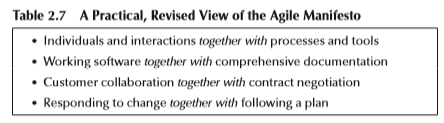 Table 2.7 A Practical, Revised View of the Agile Manifesto
• Individuals and interactions together with processes and tools
• Working software together with comprehensive documentation
• Customer collaboration together with contract negotiation
• Responding to change together with following a plan